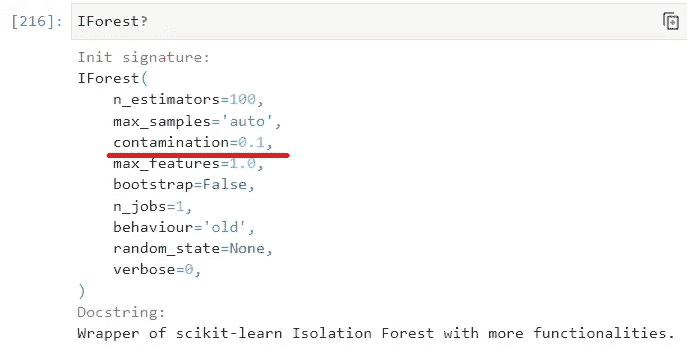 [216]: IForest?
Init signature:
IForest(
    n_estimators=100,
    max_samples='auto',
    contamination=0.1,
    max_features=1.0,
    bootstrap=False,
    n_jobs=1,
    behaviour='old',
    random_state=None,
    verbose=0,
)
Docstring:
Wrapper of scikit-learn Isolation Forest with more functionalities.